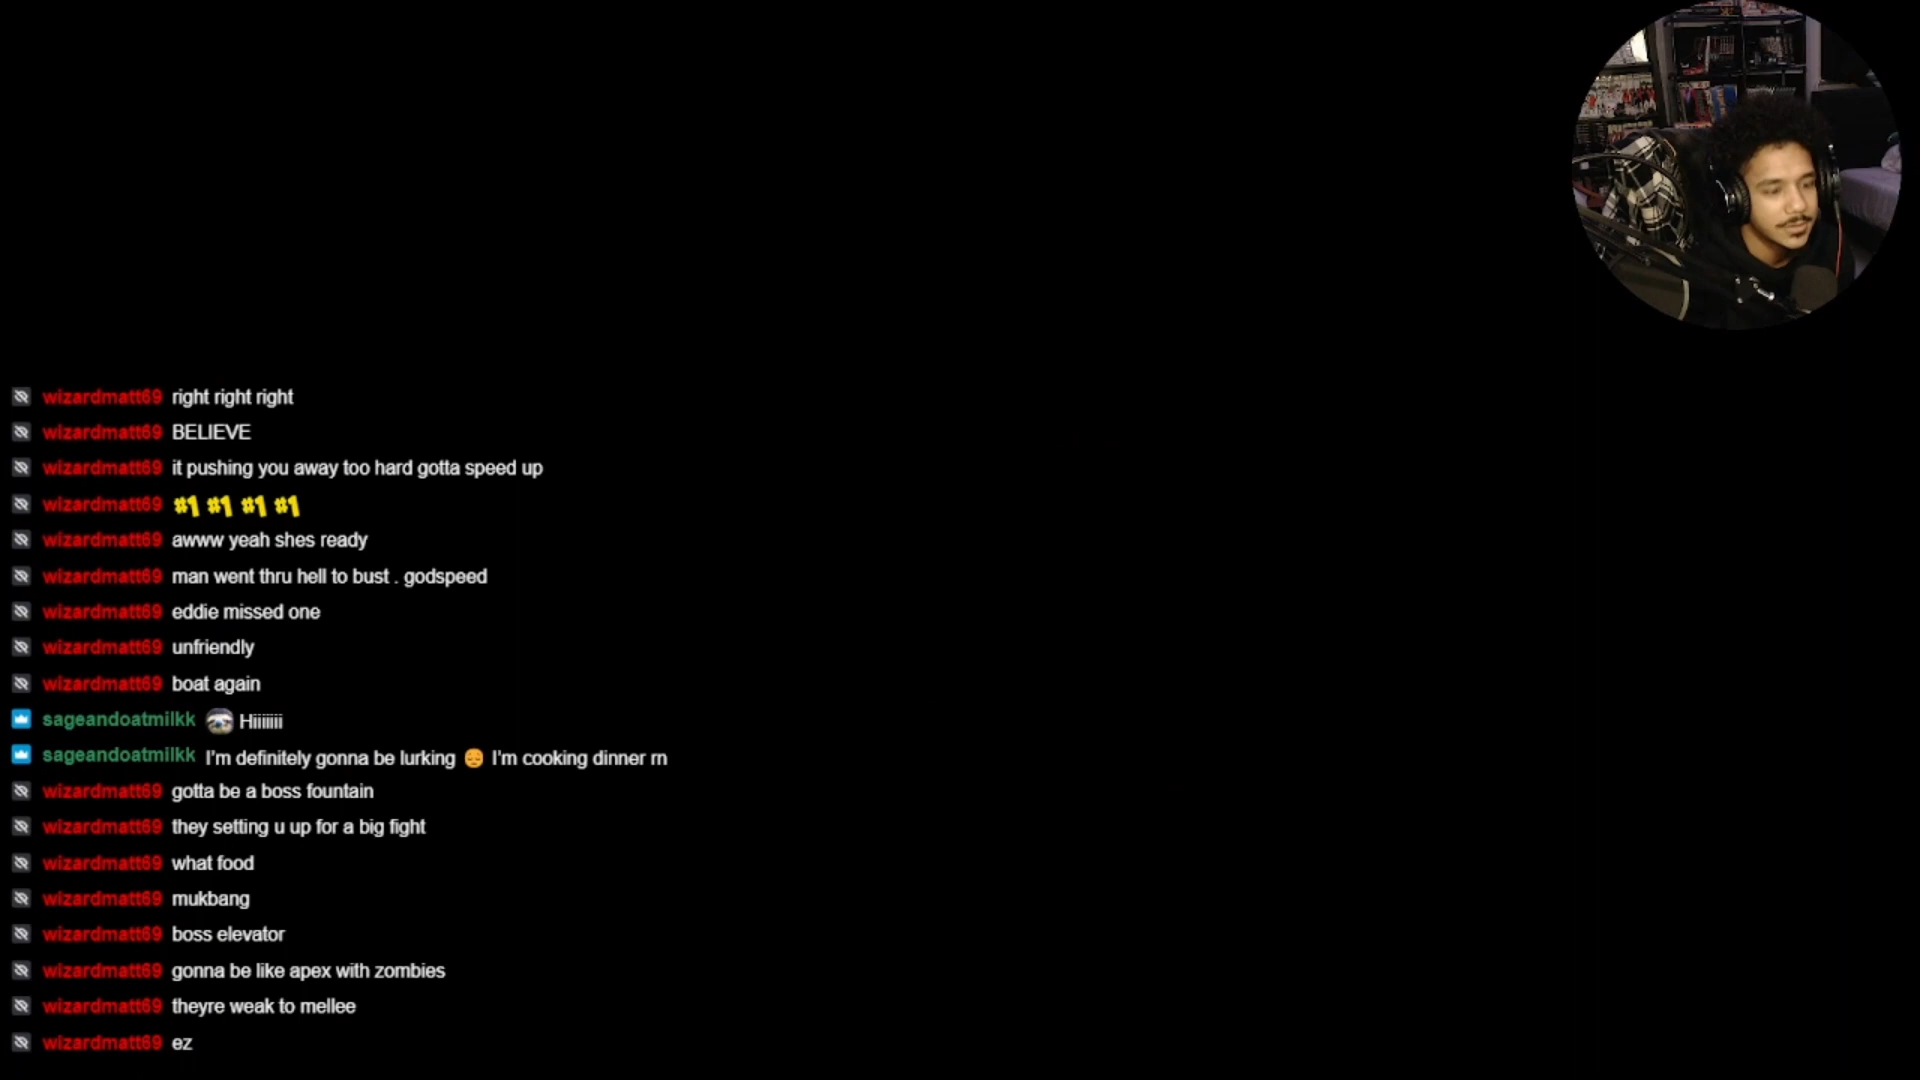 wizardmatt69 right right right
wizardmatt69 BELIEVE
wizardmatt69 it pushing you away too hard gotta speed up
wizardmatt69 #1 #1 #1 #1
wizardmatt69 awww yeah shes ready
wizardmatt69 man went thru hell to bust . godspeed
wizardmatt69 eddie missed one
wizardmatt69 unfriendly
wizardmatt69 boat again
sageandoatmilkk Hiiiiiii
sageandoatmilkk I'm definitely gonna be lurking 😔 I'm cooking dinner rn
wizardmatt69 gotta be a boss fountain
wizardmatt69 they setting u up for a big fight
wizardmatt69 what food
wizardmatt69 mukbang
wizardmatt69 boss elevator
wizardmatt69 gonna be like apex with zombies
wizardmatt69 theyre weak to mellee
wizardmatt69 ez